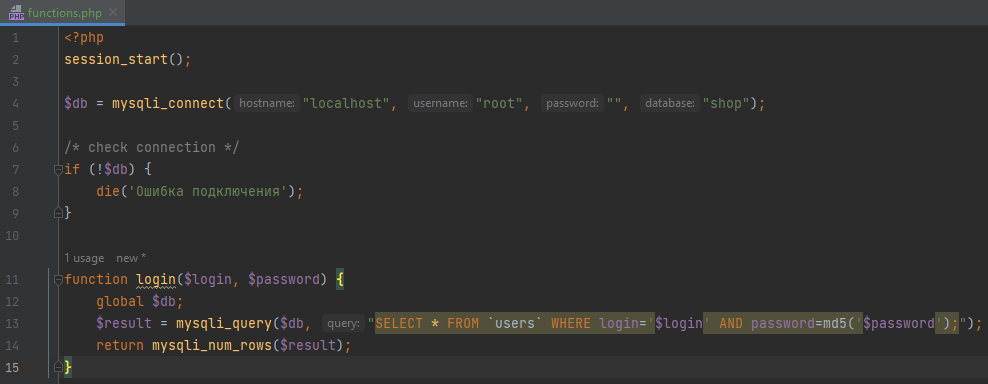 functions.php
1 <?php
2 session_start();
3
4 $db = mysqli_connect( hostname: "localhost", username: "root", password: "", database: "shop");
5
6 /* check connection */
7 if (!$db) {
8 die('Ошибка подключения');
9 }
10
1 usage new *
11 function login($login, $password) {
12 global $db;
13 $result = mysqli_query($db, query: "SELECT * FROM `users` WHERE login='$login' AND password=md5('$password');");
14 return mysqli_num_rows($result);
15 }